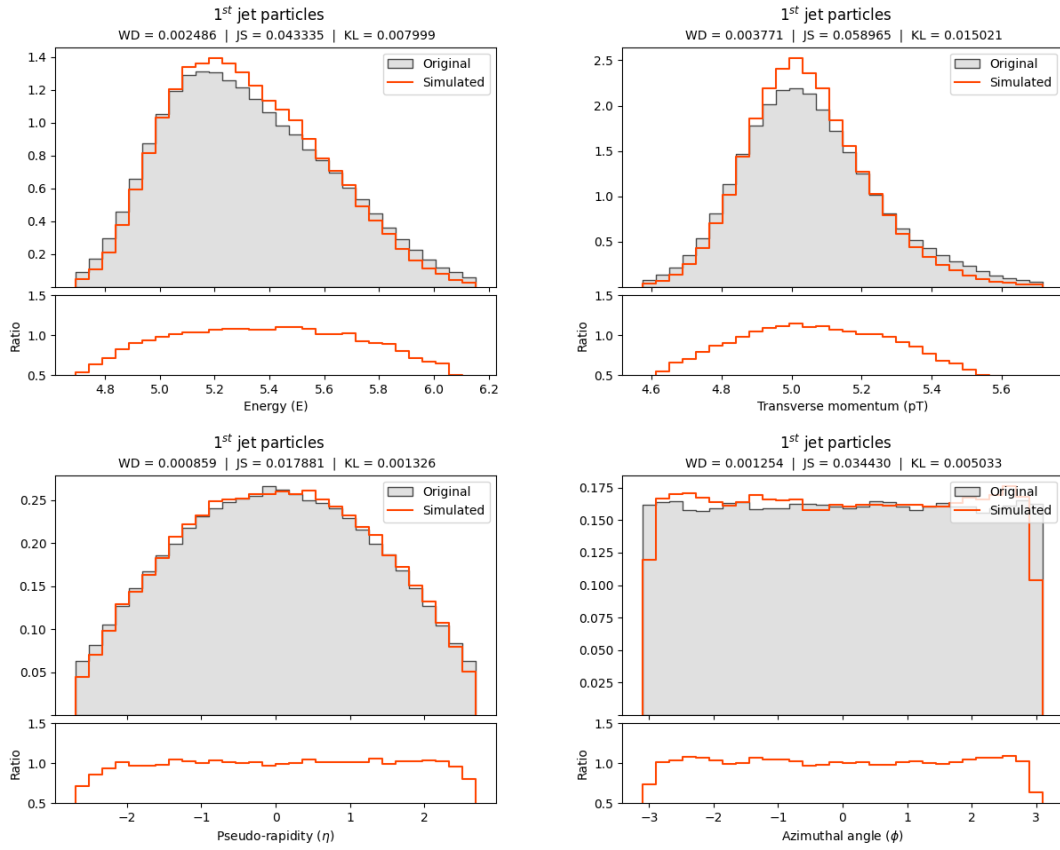 1st jet particles
WD = 0.002486 | JS = 0.043335 | KL = 0.007999
Original
Simulated
1.4
1.2
1.0
0.8
0.6
0.4
0.2
1.5
1.0
0.5
Ratio
4.8 5.0 5.2 5.4 5.6 5.8 6.0 6.2
Energy (E)
1st jet particles
WD = 0.003771 | JS = 0.058965 | KL = 0.015021
Original
Simulated
2.5
2.0
1.5
1.0
0.5
1.5
1.0
0.5
Ratio
4.6 4.8 5.0 5.2 5.4 5.6
Transverse momentum (pT)
1st jet particles
WD = 0.000859 | JS = 0.017881 | KL = 0.001326
Original
Simulated
0.25
0.20
0.15
0.10
0.05
1.5
1.0
0.5
Ratio
−2 −1 0 1 2
Pseudo-rapidity (η)
1st jet particles
WD = 0.001254 | JS = 0.034430 | KL = 0.005033
Original
Simulated
0.175
0.150
0.125
0.100
0.075
0.050
0.025
0.000
1.5
1.0
0.5
Ratio
−3 −2 −1 0 1 2 3
Azimuthal angle (ϕ)